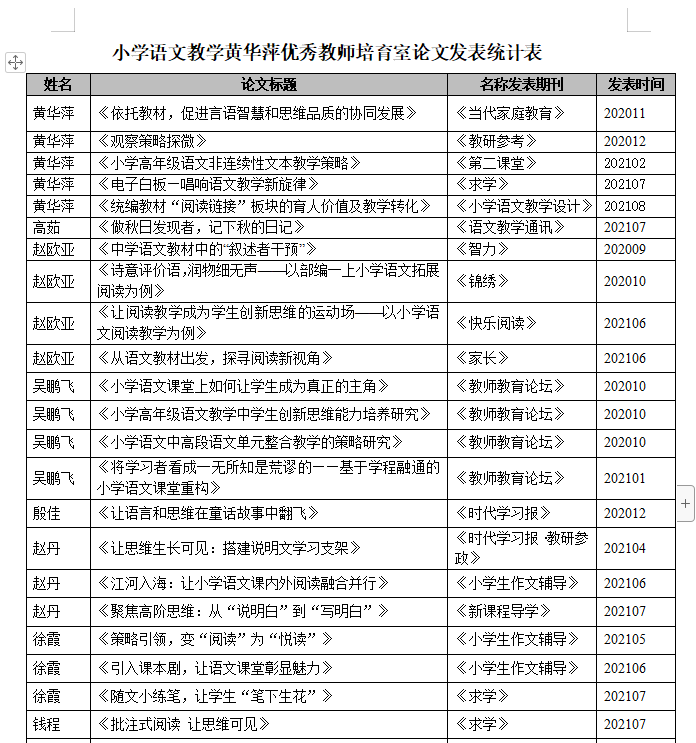 小学语文教学黄华萍优秀教师培育室论文发表统计表
姓名 论文标题 名称发表期刊 发表时间
黄华萍 《依托教材，促进言语智慧和思维品质的协同发展》 《当代家庭教育》 202011
黄华萍 《观察策略探微》 《教研参考》 202012
黄华萍 《小学高年级语文非连续性文本教学策略》 《第二课堂》 202102
黄华萍 《电子白板—唱响语文教学新旋律》 《求学》 202107
黄华萍 《统编教材“阅读链接”板块的育人价值及教学转化》 《小学语文教学设计》 202108
高茹 《做秋日发现者，记下秋的日记》 《语文教学通讯》 202107
赵欧亚 《中学语文教材中的“叙述者干预”》 《智力》 202009
赵欧亚 《诗意评价语，润物细无声——以部编一上小学语文拓展
阅读为例》 《锦绣》 202010
赵欧亚 《让阅读教学成为学生创新思维的运动场——以小学语
文阅读教学为例》 《快乐阅读》 202106
赵欧亚 《从语文教材出发，探寻阅读新视角》 《家长》 202106
吴鹏飞 《小学语文课堂上如何让学生成为真正的主角》 《教师教育论坛》 202010
吴鹏飞 《小学高年级语文教学中学生创新思维能力培养研究》 《教师教育论坛》 202010
吴鹏飞 《小学语文中高段语文单元整合教学的策略研究》 《教师教育论坛》 202010
吴鹏飞 《将学习者看成一无所知是荒谬的——基于学程融通的
小学语文课堂重构》 《教师教育论坛》 202101
殷佳 《让语言和思维在童话故事中翻飞》 《时代学习报》 202012
赵丹 《让思维生长可见：搭建说明文学习支架》 《时代学习报·教研参
政》 202104
赵丹 《江河入海：让小学语文课内外阅读融合并行》 《小学生作文辅导》 202106
赵丹 《聚焦高阶思维：从“说明白”到“写明白”》 《新课程导学》 202107
徐霞 《策略引领，变“阅读”为“悦读”》 《小学生作文辅导》 202105
徐霞 《引入课本剧，让语文课堂彰显魅力》 《小学生作文辅导》 202106
徐霞 《随文小练笔，让学生“笔下生花”》 《求学》 202107
钱程 《批注式阅读 让思维可见》 《求学》 202107